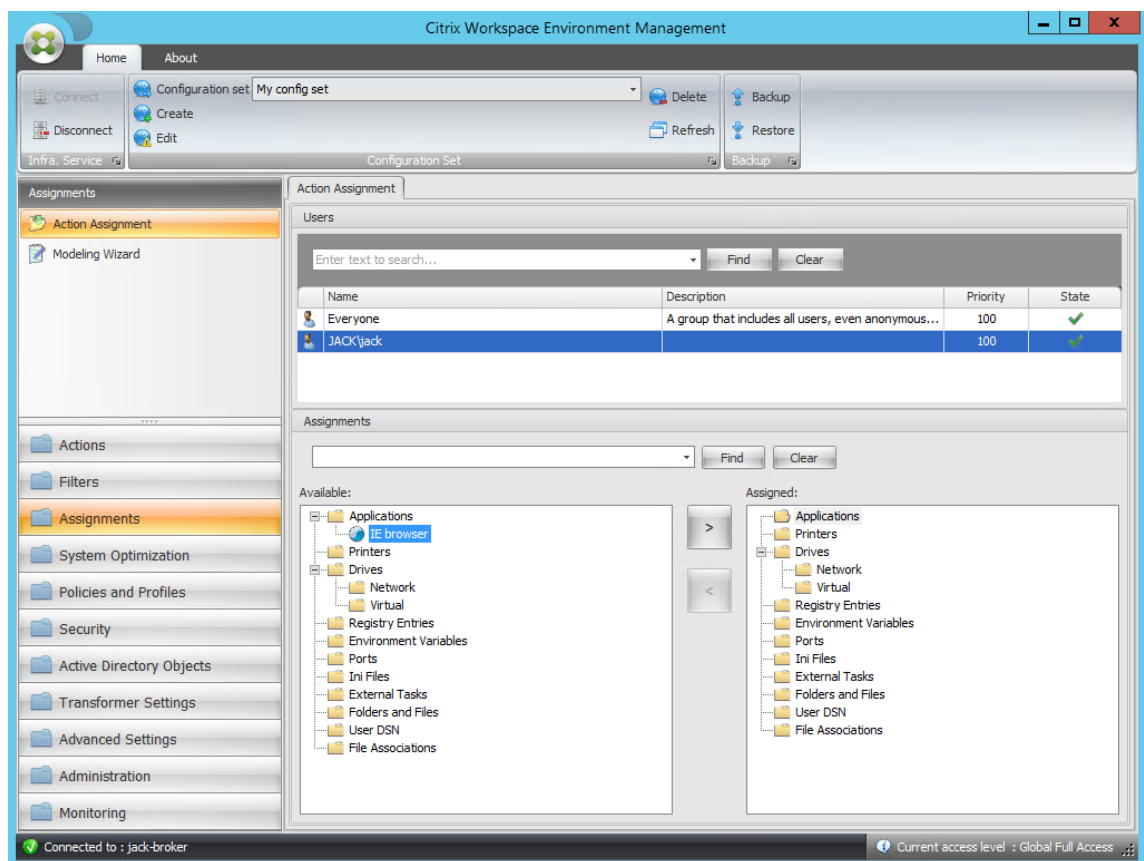 Citrix Workspace Environment Management
Home About
Connect
Disconnect
Infra. Service
Configuration set My config set
Create
Edit
Delete
Refresh
Configuration Set
Backup
Restore
Backup
Assignments
Action Assignment
Modeling Wizard
Actions
Filters
Assignments
System Optimization
Policies and Profiles
Security
Active Directory Objects
Transformer Settings
Advanced Settings
Administration
Monitoring
Action Assignment
Users
Enter text to search... Find Clear
Name Description Priority State
Everyone A group that includes all users, even anonymous... 100
JACK\jack 100
Assignments
Find Clear
Available:
Applications
IE browser
Printers
Drives
Network
Virtual
Registry Entries
Environment Variables
Ports
Ini Files
External Tasks
Folders and Files
User DSN
File Associations
>
<
Assigned:
Applications
Printers
Drives
Network
Virtual
Registry Entries
Environment Variables
Ports
Ini Files
External Tasks
Folders and Files
User DSN
File Associations
Connected to : jack-broker
Current access level : Global Full Access